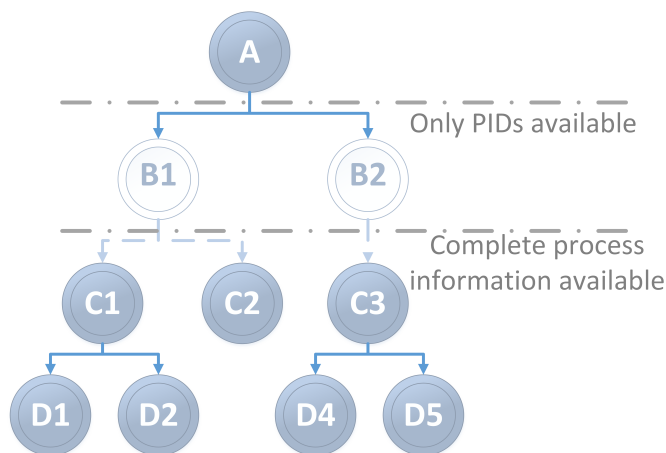 A
Only PIDs available
B1
B2
Complete process
information available
C1
C2
C3
D1
D2
D4
D5